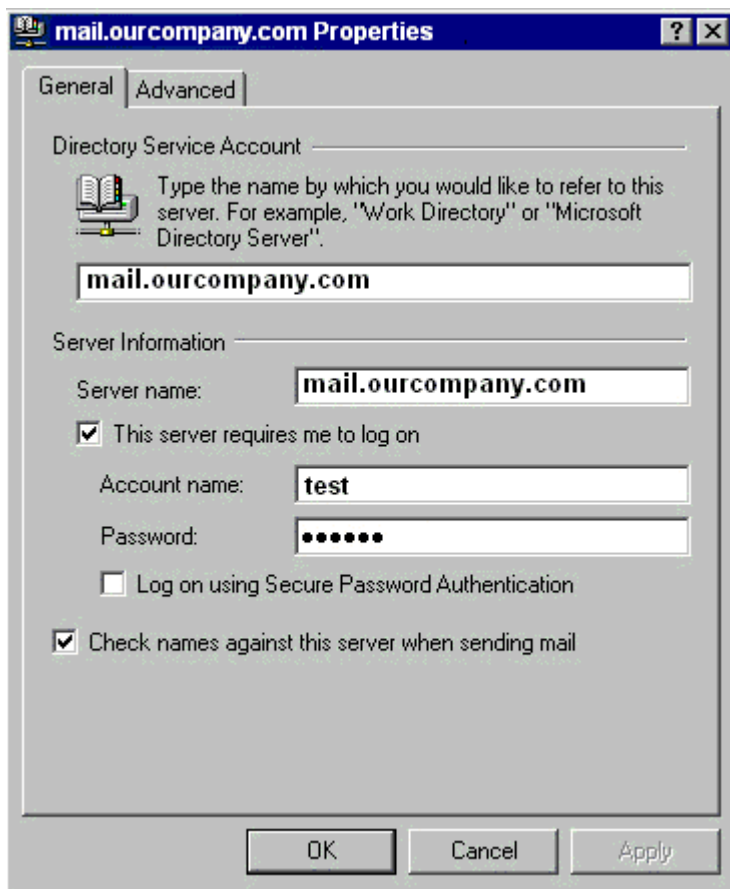 mail.ourcompany.com Properties
General Advanced
Directory Service Account
Type the name by which you would like to refer to this
server. For example, "Work Directory" or "Microsoft
Directory Server".
mail.ourcompany.com
Server Information
Server name: mail.ourcompany.com
This server requires me to log on
Account name: test
Password: ••••••
Log on using Secure Password Authentication
Check names against this server when sending mail
OK Cancel Apply